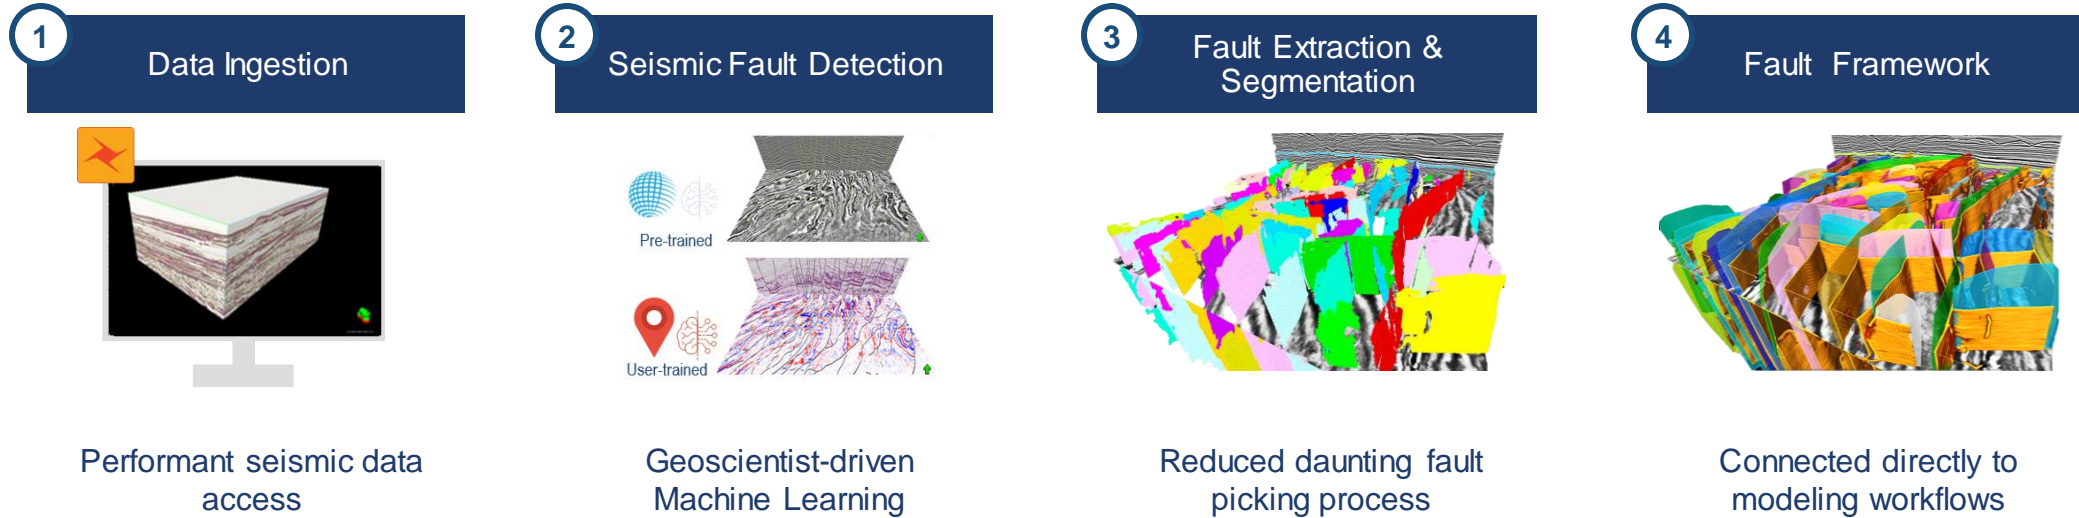 1
Data Ingestion
Performant seismic data
access
2
Seismic Fault Detection
Pre-trained
User-trained
Geoscientist-driven
Machine Learning
3
Fault Extraction &
Segmentation
Reduced daunting fault
picking process
4
Fault Framework
Connected directly to
modeling workflows